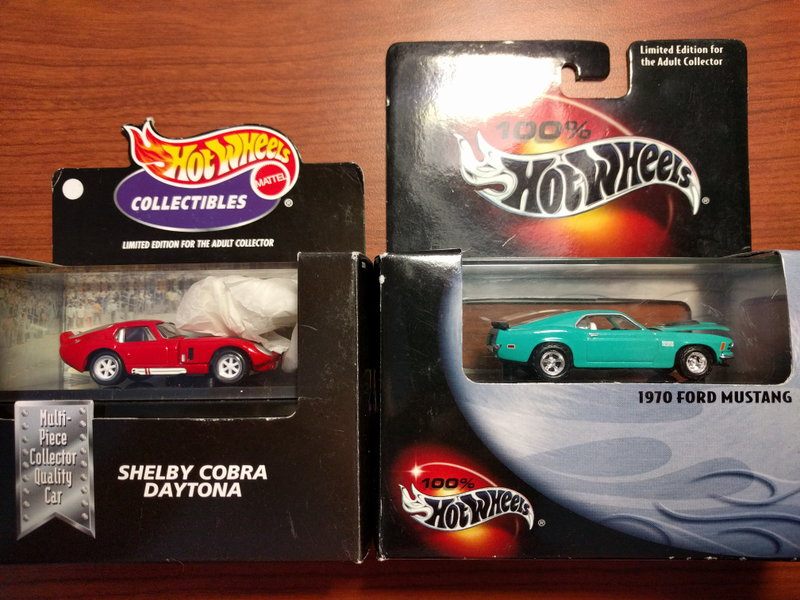 Hot Wheels
MATTEL
COLLECTIBLES
®
LIMITED EDITION FOR THE ADULT COLLECTOR
Multi-
Piece
Collector
Quality
Car
SHELBY COBRA
DAYTONA
Limited Edition for
the Adult Collector
100%
Hot Wheels
®
1970 FORD MUSTANG
100%
Hot Wheels
®